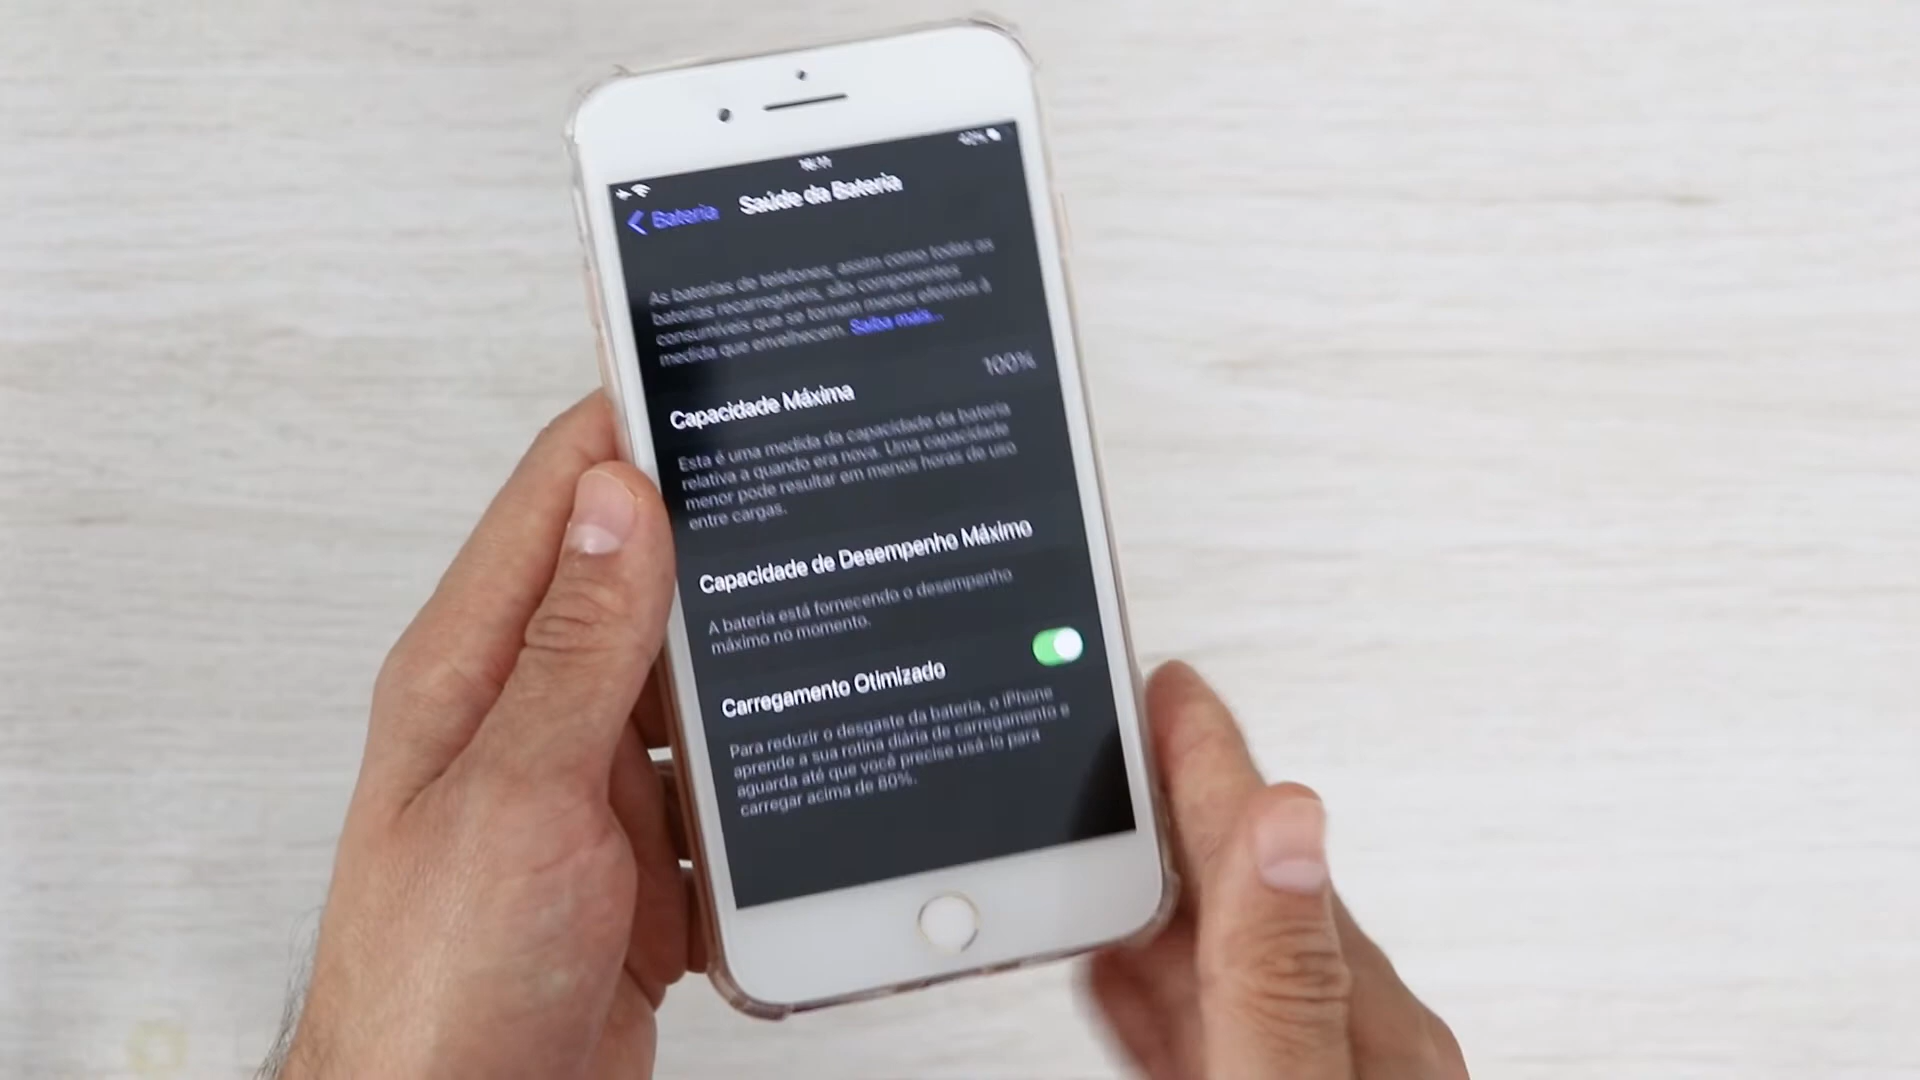 Bateria
Saúde da Bateria
As baterias de telefones, assim como todas as
baterias recarregáveis, são componentes
consumíveis que se tornam menos efetivos à
medida que envelhecem. Saiba mais...
Capacidade Máxima 100%
Esta é uma medida da capacidade da bateria
relativa a quando era nova. Uma capacidade
menor pode resultar em menos horas de uso
entre cargas.
Capacidade de Desempenho Máximo
A bateria está fornecendo o desempenho
máximo no momento.
Carregamento Otimizado
Para reduzir o desgaste da bateria, o iPhone
aprende a sua rotina diária de carregamento e
aguarda até que você precise usá-lo para
carregar acima de 80%.